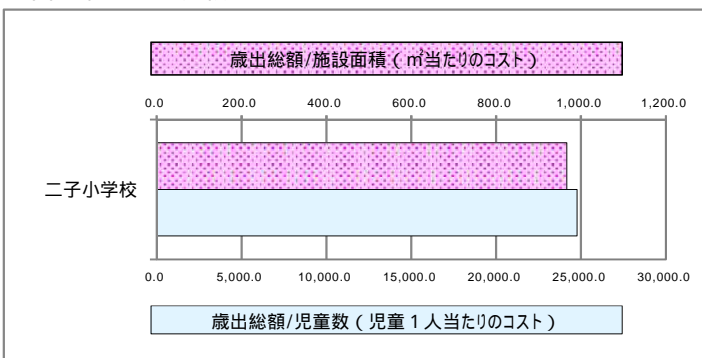 歳出総額/施設面積(㎡当たりのコスト)
0.0 200.0 400.0 600.0 800.0 1,000.0 1,200.0
二子小学校
0.0 5,000.0 10,000.0 15,000.0 20,000.0 25,000.0 30,000.0
歳出総額/児童数(児童1人当たりのコスト)